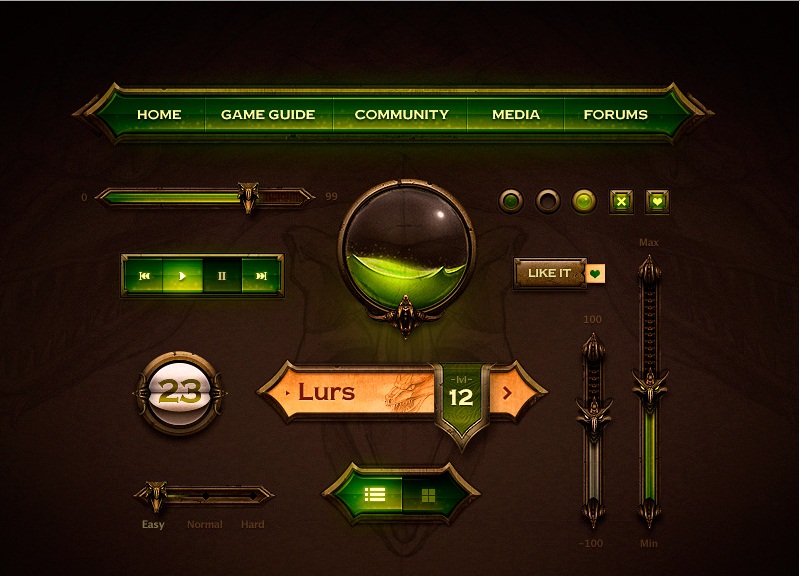 HOME GAME GUIDE COMMUNITY MEDIA FORUMS
0 99
Max
LIKE IT
100
23
Lurs
-lvl-
12
Easy Normal Hard
-100 Min